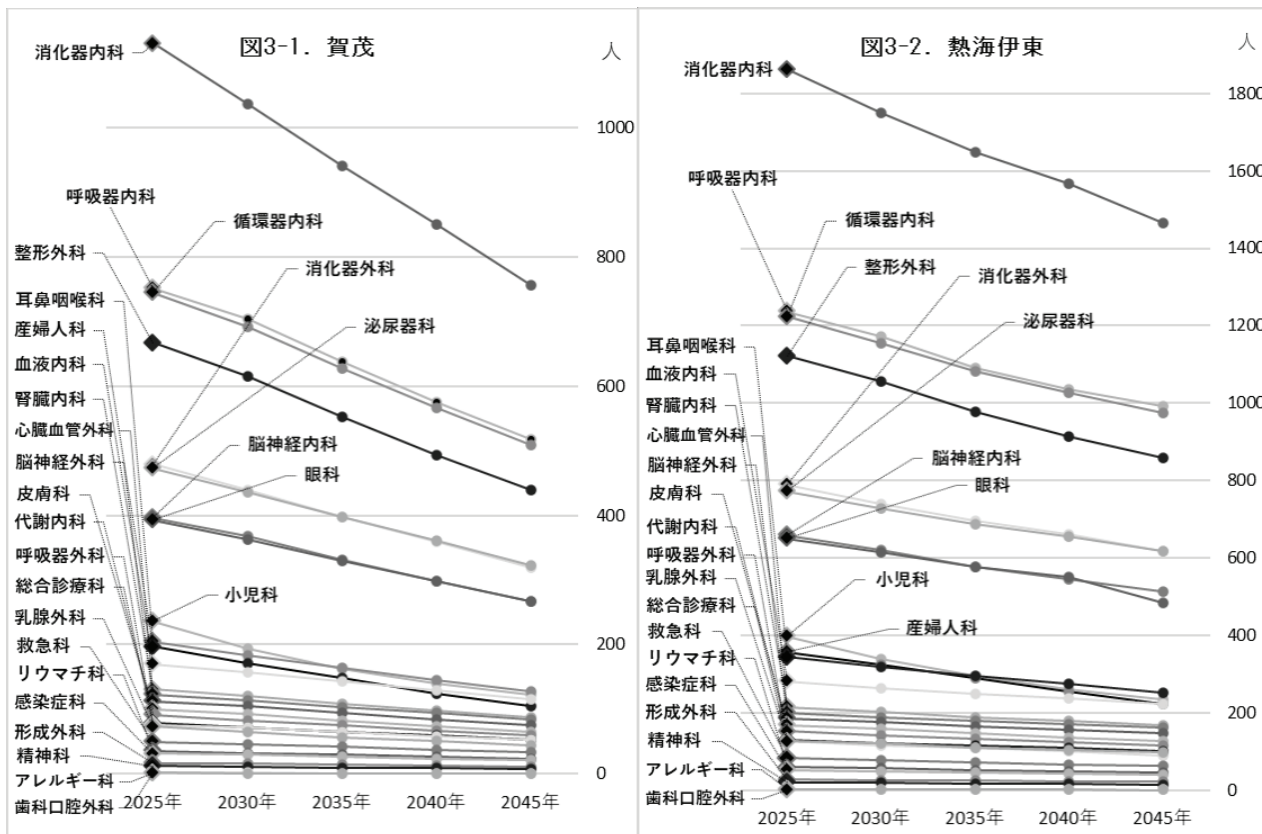 図3-1. 賀茂
人
消化器内科
1000
呼吸器内科
循環器内科
整形外科
800
消化器外科
耳鼻咽喉科
産婦人科
泌尿器科
血液内科
600
腎臓内科
心臓血管外科
脳神経内科
脳神経外科
眼科
皮膚科
400
代謝内科
呼吸器外科
総合診療科
小児科
乳腺外科
200
救急科
リウマチ科
感染症科
形成外科
精神科
0
アレルギー科
歯科口腔外科
2025年 2030年 2035年 2040年 2045年
図3-2. 熱海伊東
人
消化器内科
1800
1600
呼吸器内科
循環器内科
1400
整形外科
消化器外科
1200
泌尿器科
耳鼻咽喉科
血液内科
1000
腎臓内科
心臓血管外科
脳神経内科
脳神経外科
眼科
800
皮膚科
代謝内科
呼吸器外科
600
乳腺外科
小児科
総合診療科
産婦人科
救急科
400
リウマチ科
感染症科
200
形成外科
精神科
アレルギー科
0
歯科口腔外科
2025年 2030年 2035年 2040年 2045年